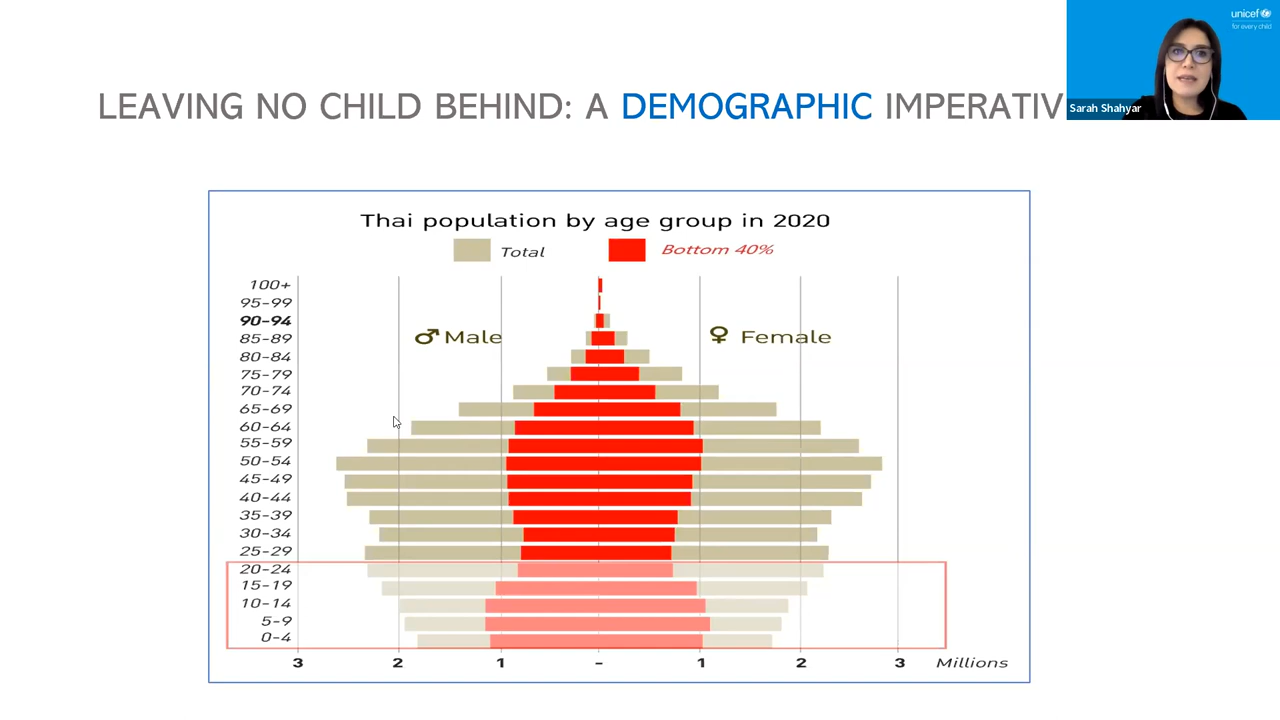 unicef
for every child
LEAVING NO CHILD BEHIND: A DEMOGRAPHIC IMPERATIV
Sarah Shahyar
Thai population by age group in 2020
Total
Bottom 40%
100+
95-99
90-94
♂ Male
♀ Female
85-89
80-84
75-79
70-74
65-69
60-64
55-59
50-54
45-49
40-44
35-39
30-34
25-29
20-24
15-19
10-14
5-9
0-4
3 2 1 - 1 2 3 Millions